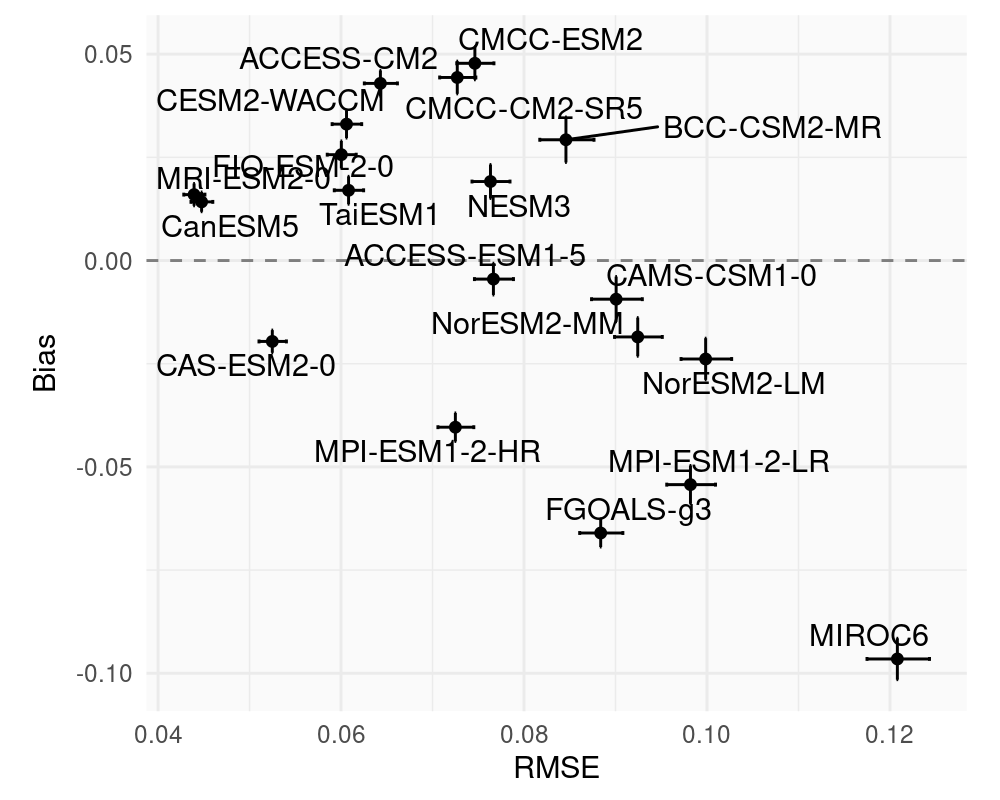 CMCC-ESM2
0.05
ACCESS-CM2
CESM2-WACCM
CMCC-CM2-SR5
BCC-CSM2-MR
FIO-ESM-2-0
MRI-ESM2-0
CanESM5
TaiESM1
NESM3
ACCESS-ESM1-5
0.00
CAMS-CSM1-0
NorESM2-MM
CAS-ESM2-0
NorESM2-LM
Bias
MPI-ESM1-2-HR
MPI-ESM1-2-LR
-0.05
FGOALS-g3
MIROC6
-0.10
0.04 0.06 0.08 0.10 0.12
RMSE